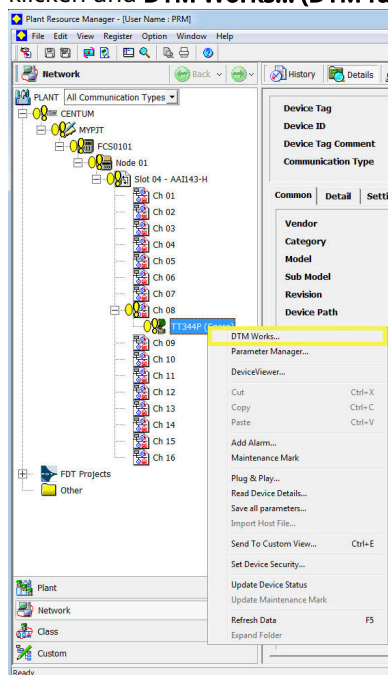 klicken and DTM Works... (DTM
Plant Resource Manager - [User Name : PRM]
File Edit View Register Option Window Help
Network
Back
History
Details
PLANT All Communication Types
CENTUM
MYPJT
FCS0101
Node 01
Slot 04 - AAI143-H
Ch 01
Ch 02
Ch 03
Ch 04
Ch 05
Ch 06
Ch 07
Ch 08
TT344P
Ch 09
Ch 10
Ch 11
Ch 12
Ch 13
Ch 14
Ch 15
Ch 16
FDT Projects
Other
Device Tag
Device ID
Device Tag Comment
Communication Type
Common Detail Setti
Vendor
Category
Model
Sub Model
Revision
Device Path
DTM Works...
Parameter Manager...
DeviceViewer...
Cut Ctrl+X
Copy Ctrl+C
Paste Ctrl+V
Add Alarm...
Maintenance Mark
Plug & Play...
Read Device Details...
Save all parameters...
Import Host File...
Send To Custom View... Ctrl+E
Set Device Security...
Update Device Status
Update Maintenance Mark
Refresh Data F5
Expand Folder
Plant
Network
Class
Custom
Ready